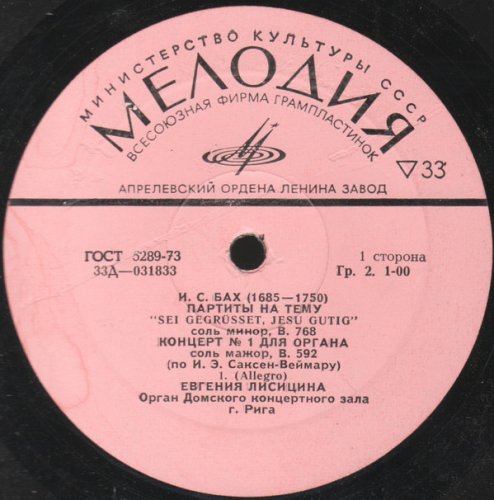 МИНИСТЕРСТВО КУЛЬТУРЫ СССР
МЕЛОДИЯ
ВСЕСОЮЗНАЯ ФИРМА ГРАМПЛАСТИНОК
▽33
АПРЕЛЕВСКИЙ ОРДЕНА ЛЕНИНА ЗАВОД
ГОСТ 5289-73
33Д—031833
1 сторона
Гр. 2. 1-00
И. С. БАХ (1685—1750)
ПАРТИТЫ НА ТЕМУ
"SEI GEGRÜSSET, JESU GUTIG"
соль минор, В. 768
КОНЦЕРТ № 1 ДЛЯ ОРГАНА
соль мажор, В. 592
(по И. Э. Саксен-Веймару)
1. (Allegro)
ЕВГЕНИЯ ЛИСИЦИНА
Орган Домского концертного зала
г. Рига